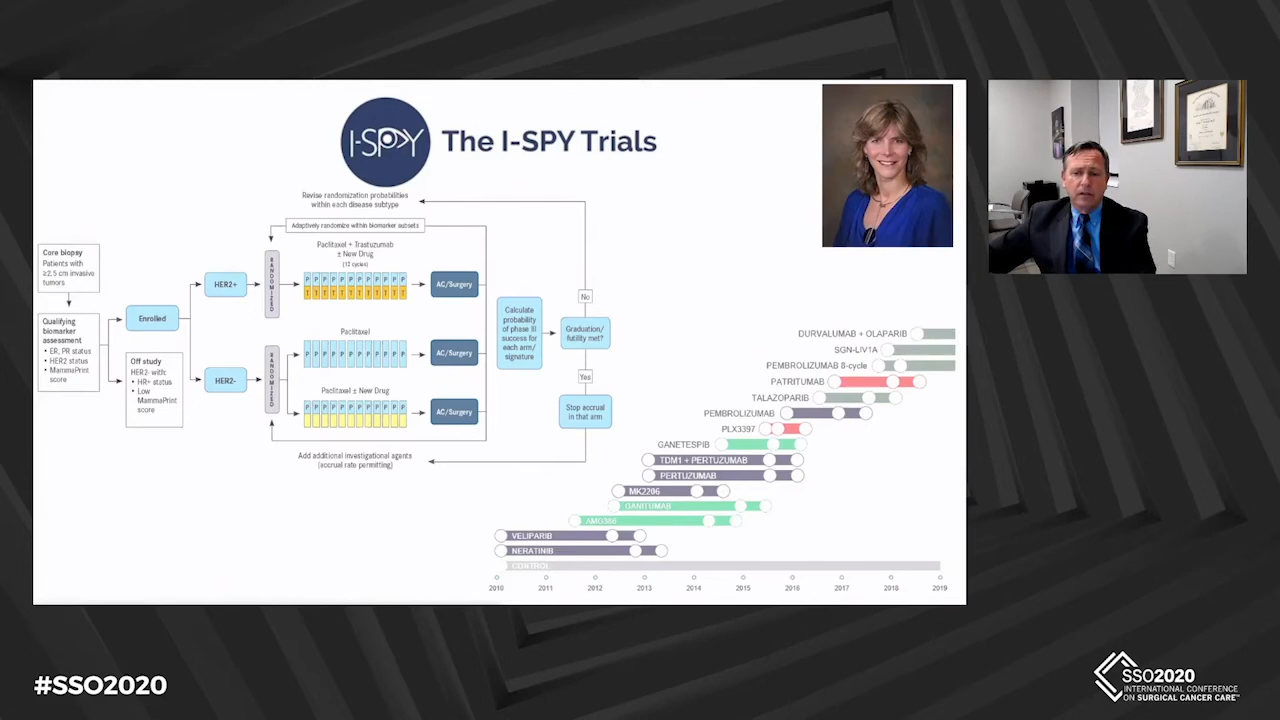 I-SPY
The I-SPY Trials
Revise randomization probabilities
within each disease subtype
Adaptively randomize within biomarker subsets
Core biopsy
Patients with
≥2.5 cm invasive
tumors
Qualifying
biomarker
assessment
• ER, PR status
• HER2 status
• MammaPrint
score
Enrolled
Off study
HER2- with:
• HR+ status
• Low
MammaPrint
score
HER2+
HER2-
RANDOMIZED
RANDOMIZED
Paclitaxel + Trastuzumab
± New Drug
(12 cycles)
P P P P P P P P P P P P
T T T T T T T T T T T T
AC/Surgery
Paclitaxel
P P P P P P P P P P P P
AC/Surgery
Paclitaxel ± New Drug
P P P P P P P P P P P P
AC/Surgery
Calculate
probability
of phase III
success for
each arm/
signature
No
Graduation/
futility met?
Yes
Stop accrual
in that arm
Add additional investigational agents
(accrual rate permitting)
DURVALUMAB + OLAPARIB
SGN-LIV1A
PEMBROLIZUMAB 8-cycle
PATRITUMAB
TALAZOPARIB
PEMBROLIZUMAB
PLX3397
GANETESPIB
TDM1 + PERTUZUMAB
PERTUZUMAB
MK2206
GANITUMAB
AMG386
VELIPARIB
NERATINIB
CONTROL
2010 2011 2012 2013 2014 2015 2016 2017 2018 2019
#SSO2020
SSO2020
INTERNATIONAL CONFERENCE
ON SURGICAL CANCER CARE™